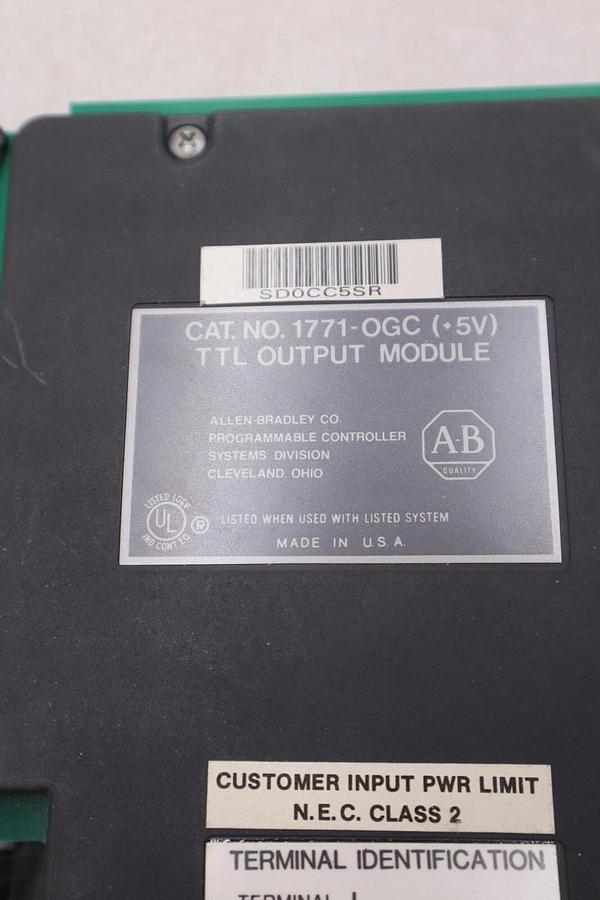 SD0CC5SR
CAT. NO. 1771-OGC (+5V)
TTL OUTPUT MODULE
ALLEN-BRADLEY CO.
PROGRAMMABLE CONTROLLER
SYSTEMS DIVISION
CLEVELAND, OHIO
A-B
QUALITY
LISTED 10GV
UL ®
IND CONT EQ
LISTED WHEN USED WITH LISTED SYSTEM
MADE IN U.S.A.
CUSTOMER INPUT PWR LIMIT
N.E.C. CLASS 2
TERMINAL IDENTIFICATION
TERMINAL